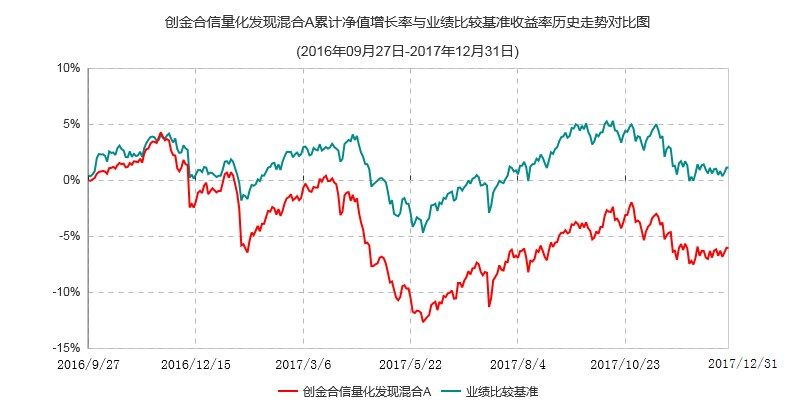 创金合信量化发现混合A累计净值增长率与业绩比较基准收益率历史走势对比图
(2016年09月27日-2017年12月31日)
10%
5%
0%
-5%
-10%
-15%
2016/9/27 2016/12/15 2017/3/6 2017/5/22 2017/8/4 2017/10/23 2017/12/31
创金合信量化发现混合A 业绩比较基准